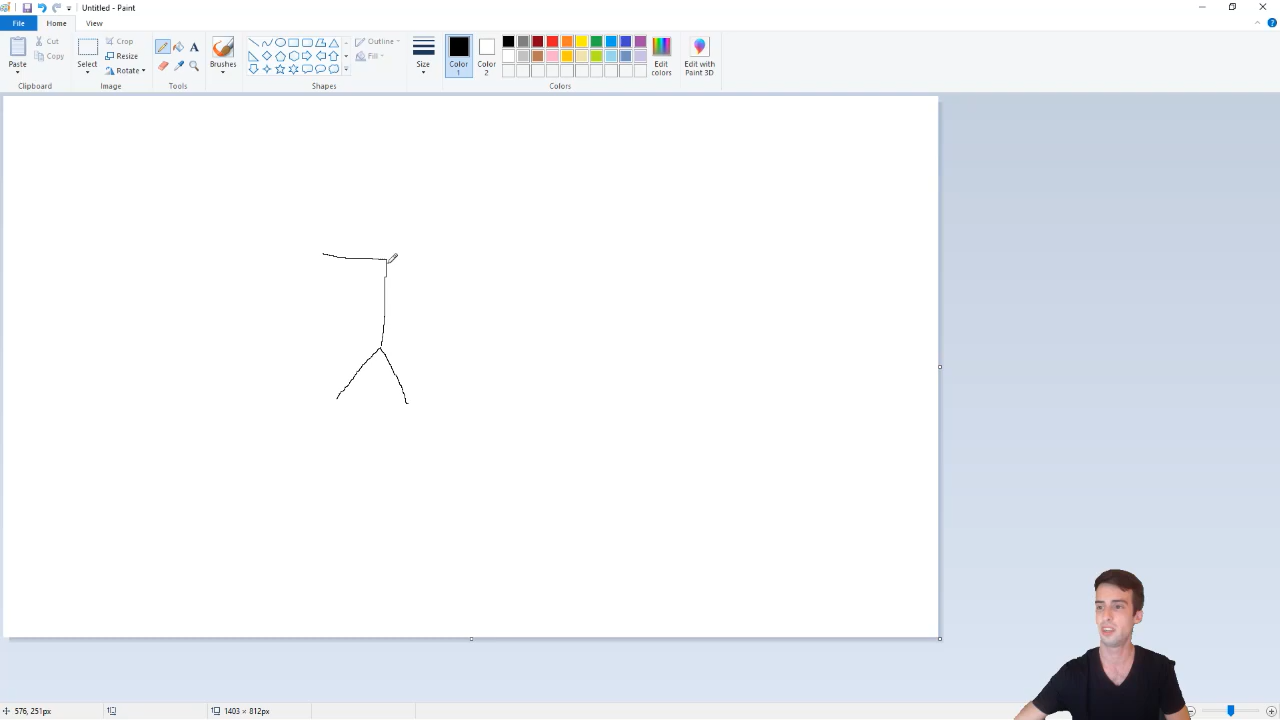 Untitled - Paint
File Home View
Paste
Cut
Copy
Clipboard
Select
Crop
Resize
Rotate
Image
A
Tools
Brushes
Outline
Fill
Shapes
Size
Color 1
Color 2
Edit colors
Colors
Edit with Paint 3D
576, 251px
1403 × 812px